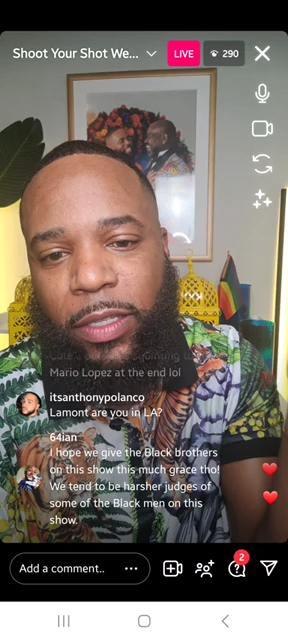 Shoot Your Shot We...
LIVE
290
Mario Lopez at the end lol
itsanthonypolanco
Lamont are you in LA?
64ian
I hope we give the Black brothers
on this show this much grace tho!
We tend to be harsher judges of
some of the Black men on this
show.
2
Add a comment..